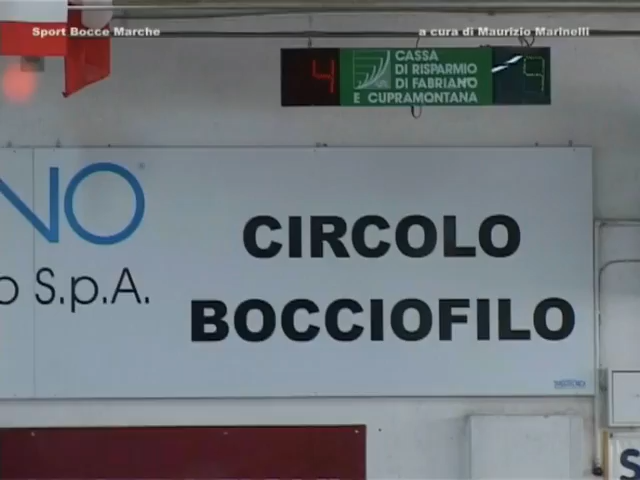 Sport Bocce Marche
a cura di Maurizio Marinelli
4
CASSA
DI RISPARMIO
DI FABRIANO
E CUPRAMONTANA
9
NO
o S.p.A.
CIRCOLO
BOCCIOFILO
S